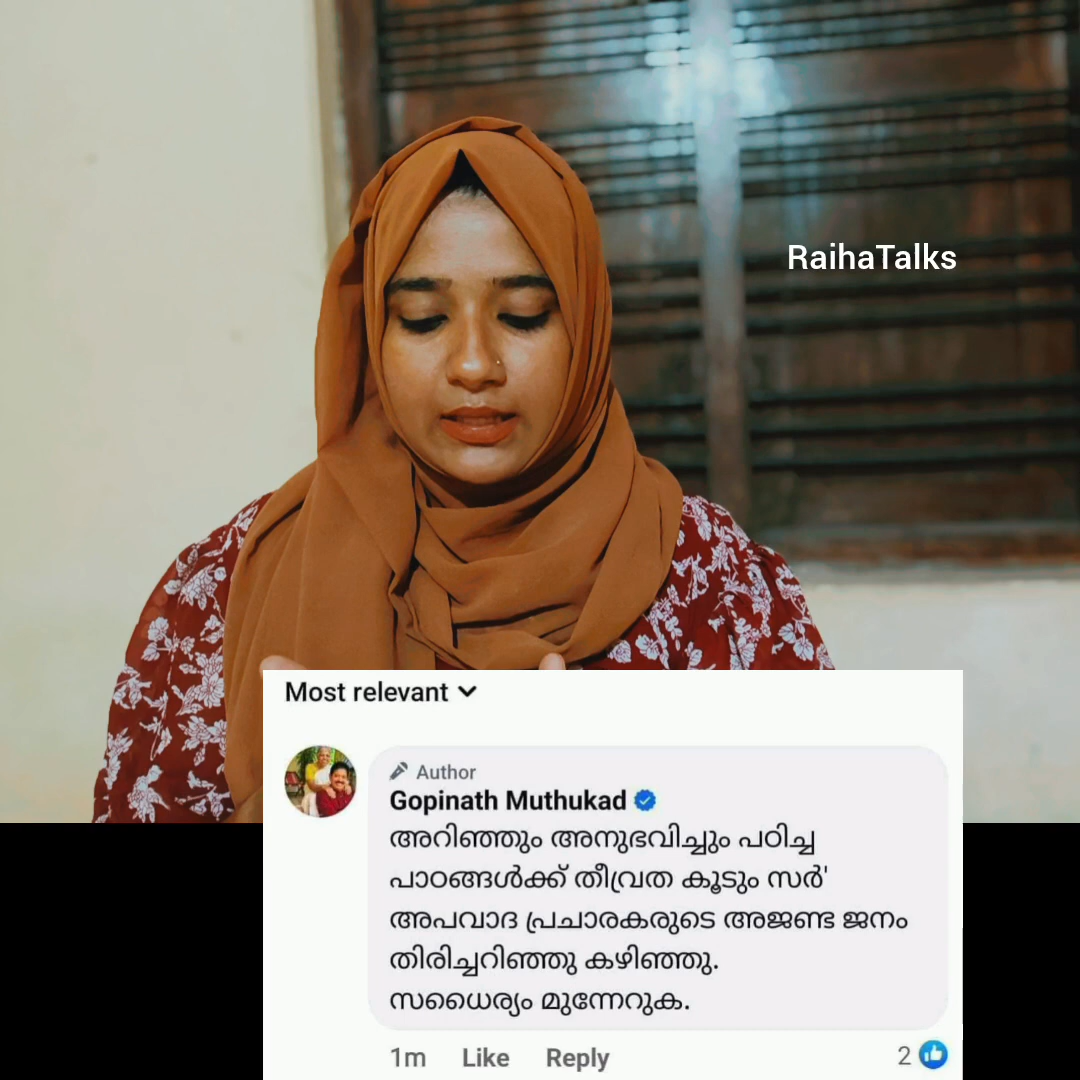 RaihaTalks
Most relevant
Author
Gopinath Muthukad
അറിഞ്ഞും അനുഭവിച്ചും പഠിച്ച
പാഠങ്ങൾക്ക് തീവ്രത കൂടും സർ'
അപവാദ പ്രചാരകരുടെ അജണ്ട ജനം
തിരിച്ചറിഞ്ഞു കഴിഞ്ഞു.
സധൈര്യം മുന്നേറുക.
1m Like Reply 2